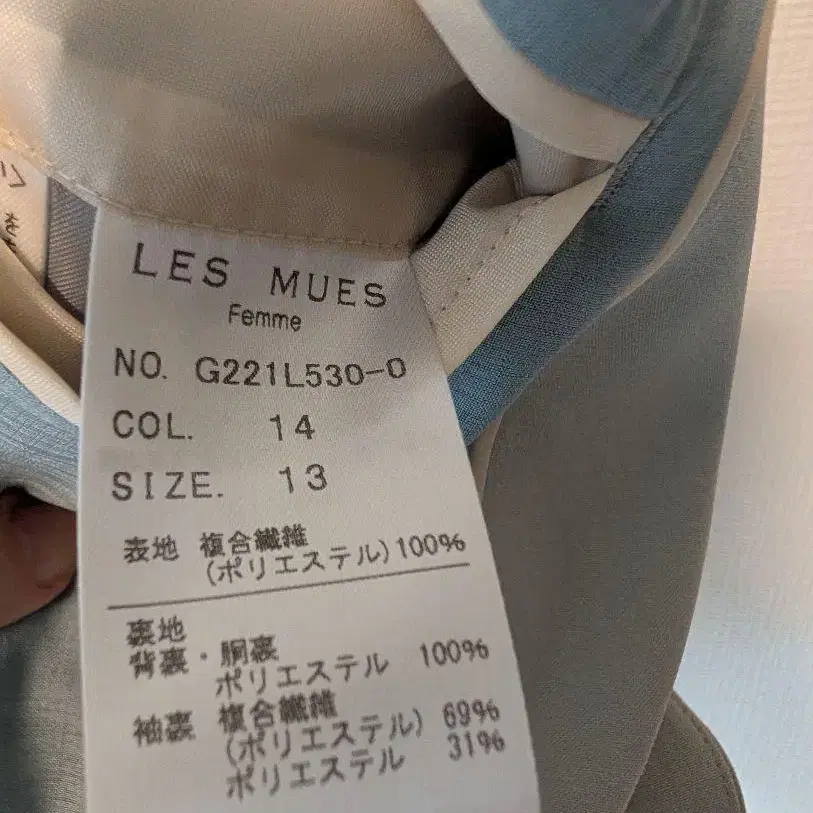 LES MUES
Femme
NO. G221L530-0
COL. 14
SIZE. 13
表地 複合繊維
(ポリエステル)100%
裏地
背裏・胴裏
ポリエステル 100%
袖裏 複合繊維
(ポリエステル) 69%
ポリエステル 31%